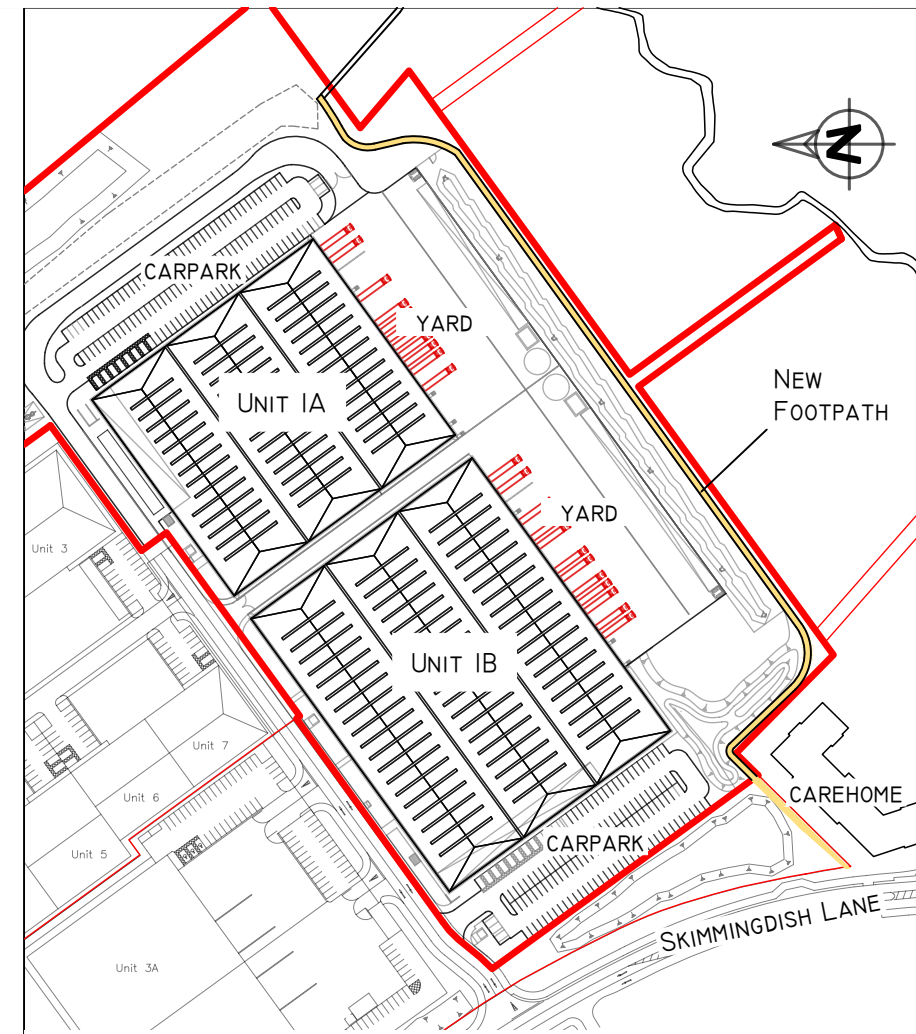 N
CARPARK
YARD
NEW
FOOTPATH
UNIT 1A
YARD
Unit 3
UNIT 1B
Unit 7
Unit 6
CAREHOME
Unit 5
CARPARK
SKIMMINGDISH LANE
Unit 3A